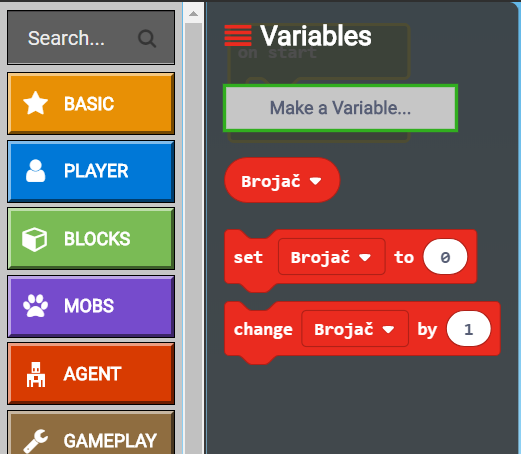 Search...
BASIC
PLAYER
BLOCKS
MOBS
AGENT
GAMEPLAY
Variables
on start
Make a Variable...
Brojač
set Brojač to 0
change Brojač by 1